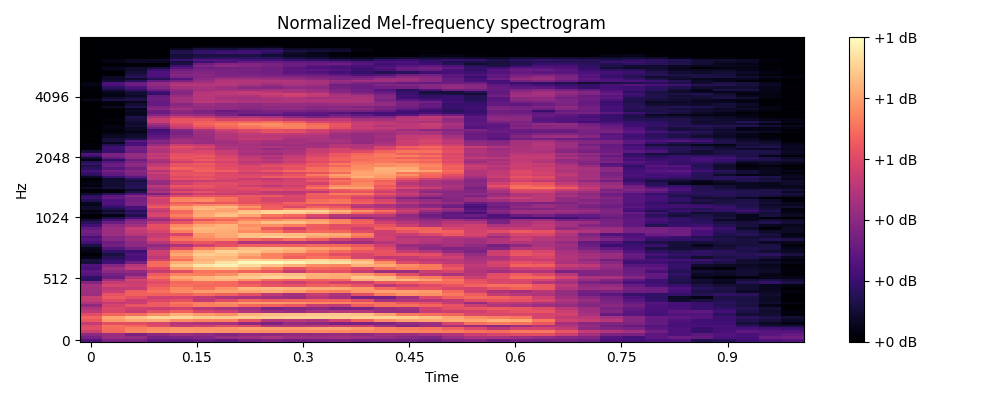 Normalized Mel-frequency spectrogram
Hz
4096
2048
1024
512
0
0 0.15 0.3 0.45 0.6 0.75 0.9
Time
+1 dB
+1 dB
+1 dB
+0 dB
+0 dB
+0 dB